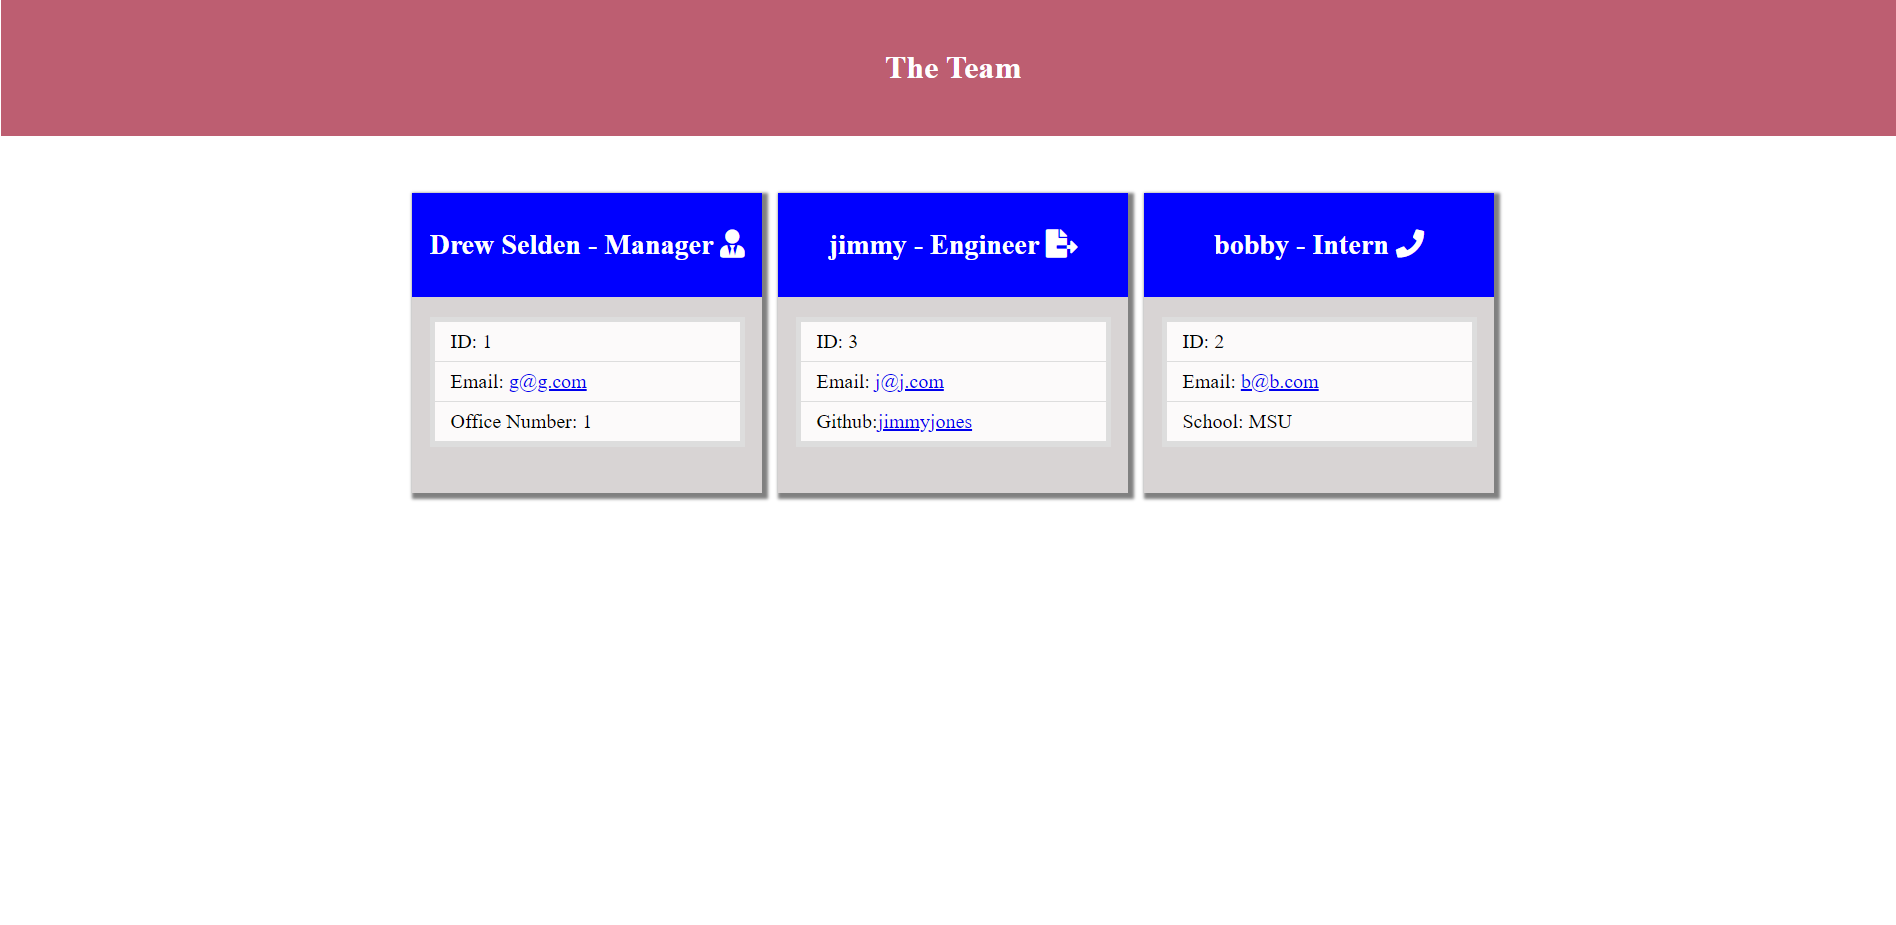 The Team
Drew Selden - Manager
ID: 1
Email: g@g.com
Office Number: 1
jimmy - Engineer
ID: 3
Email: j@j.com
Github:jimmyjones
bobby - Intern
ID: 2
Email: b@b.com
School: MSU